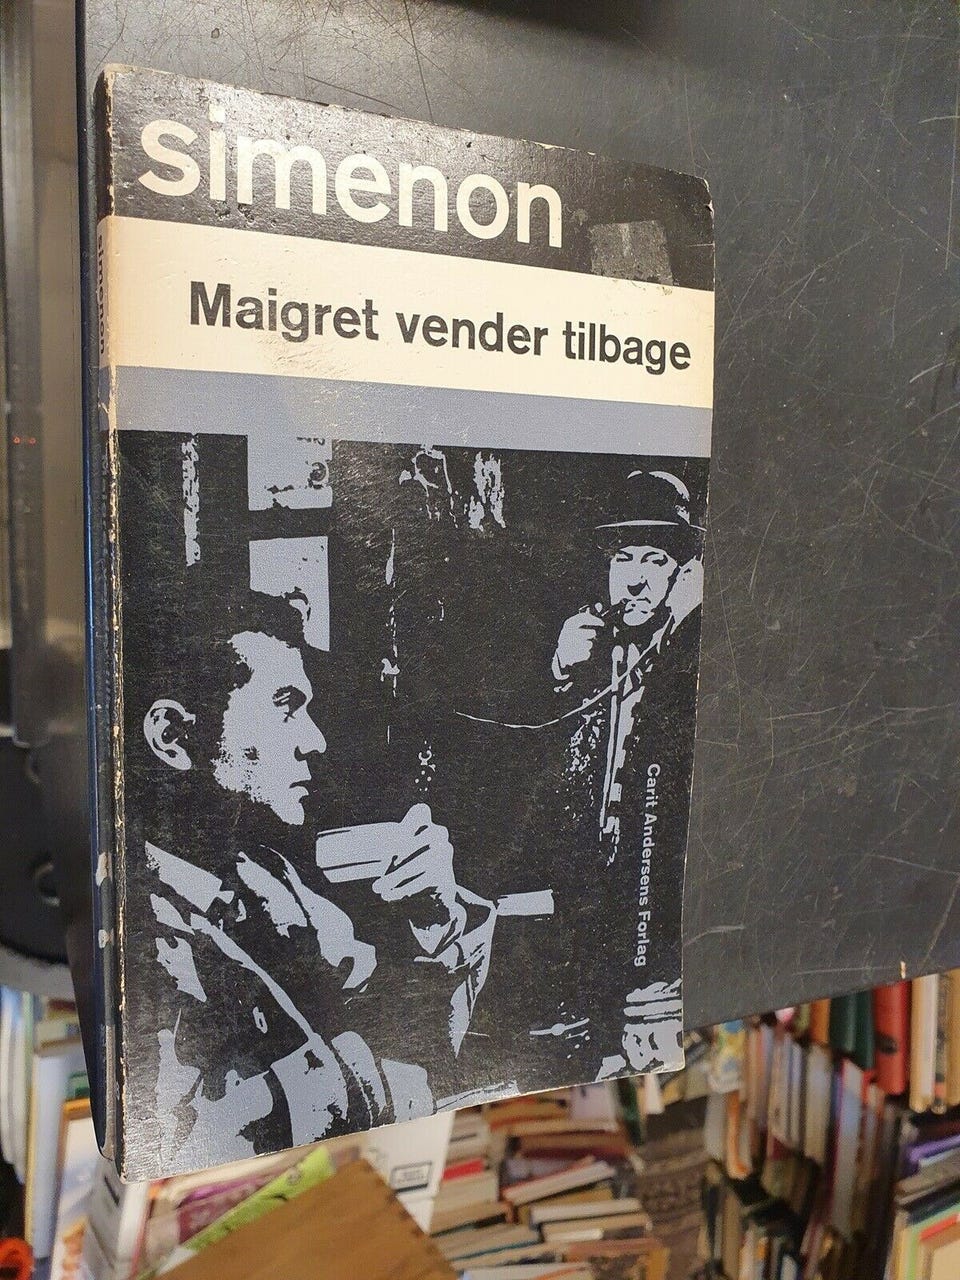 simenon
Maigret vender tilbage
Carit Andersens Forlag
simenon